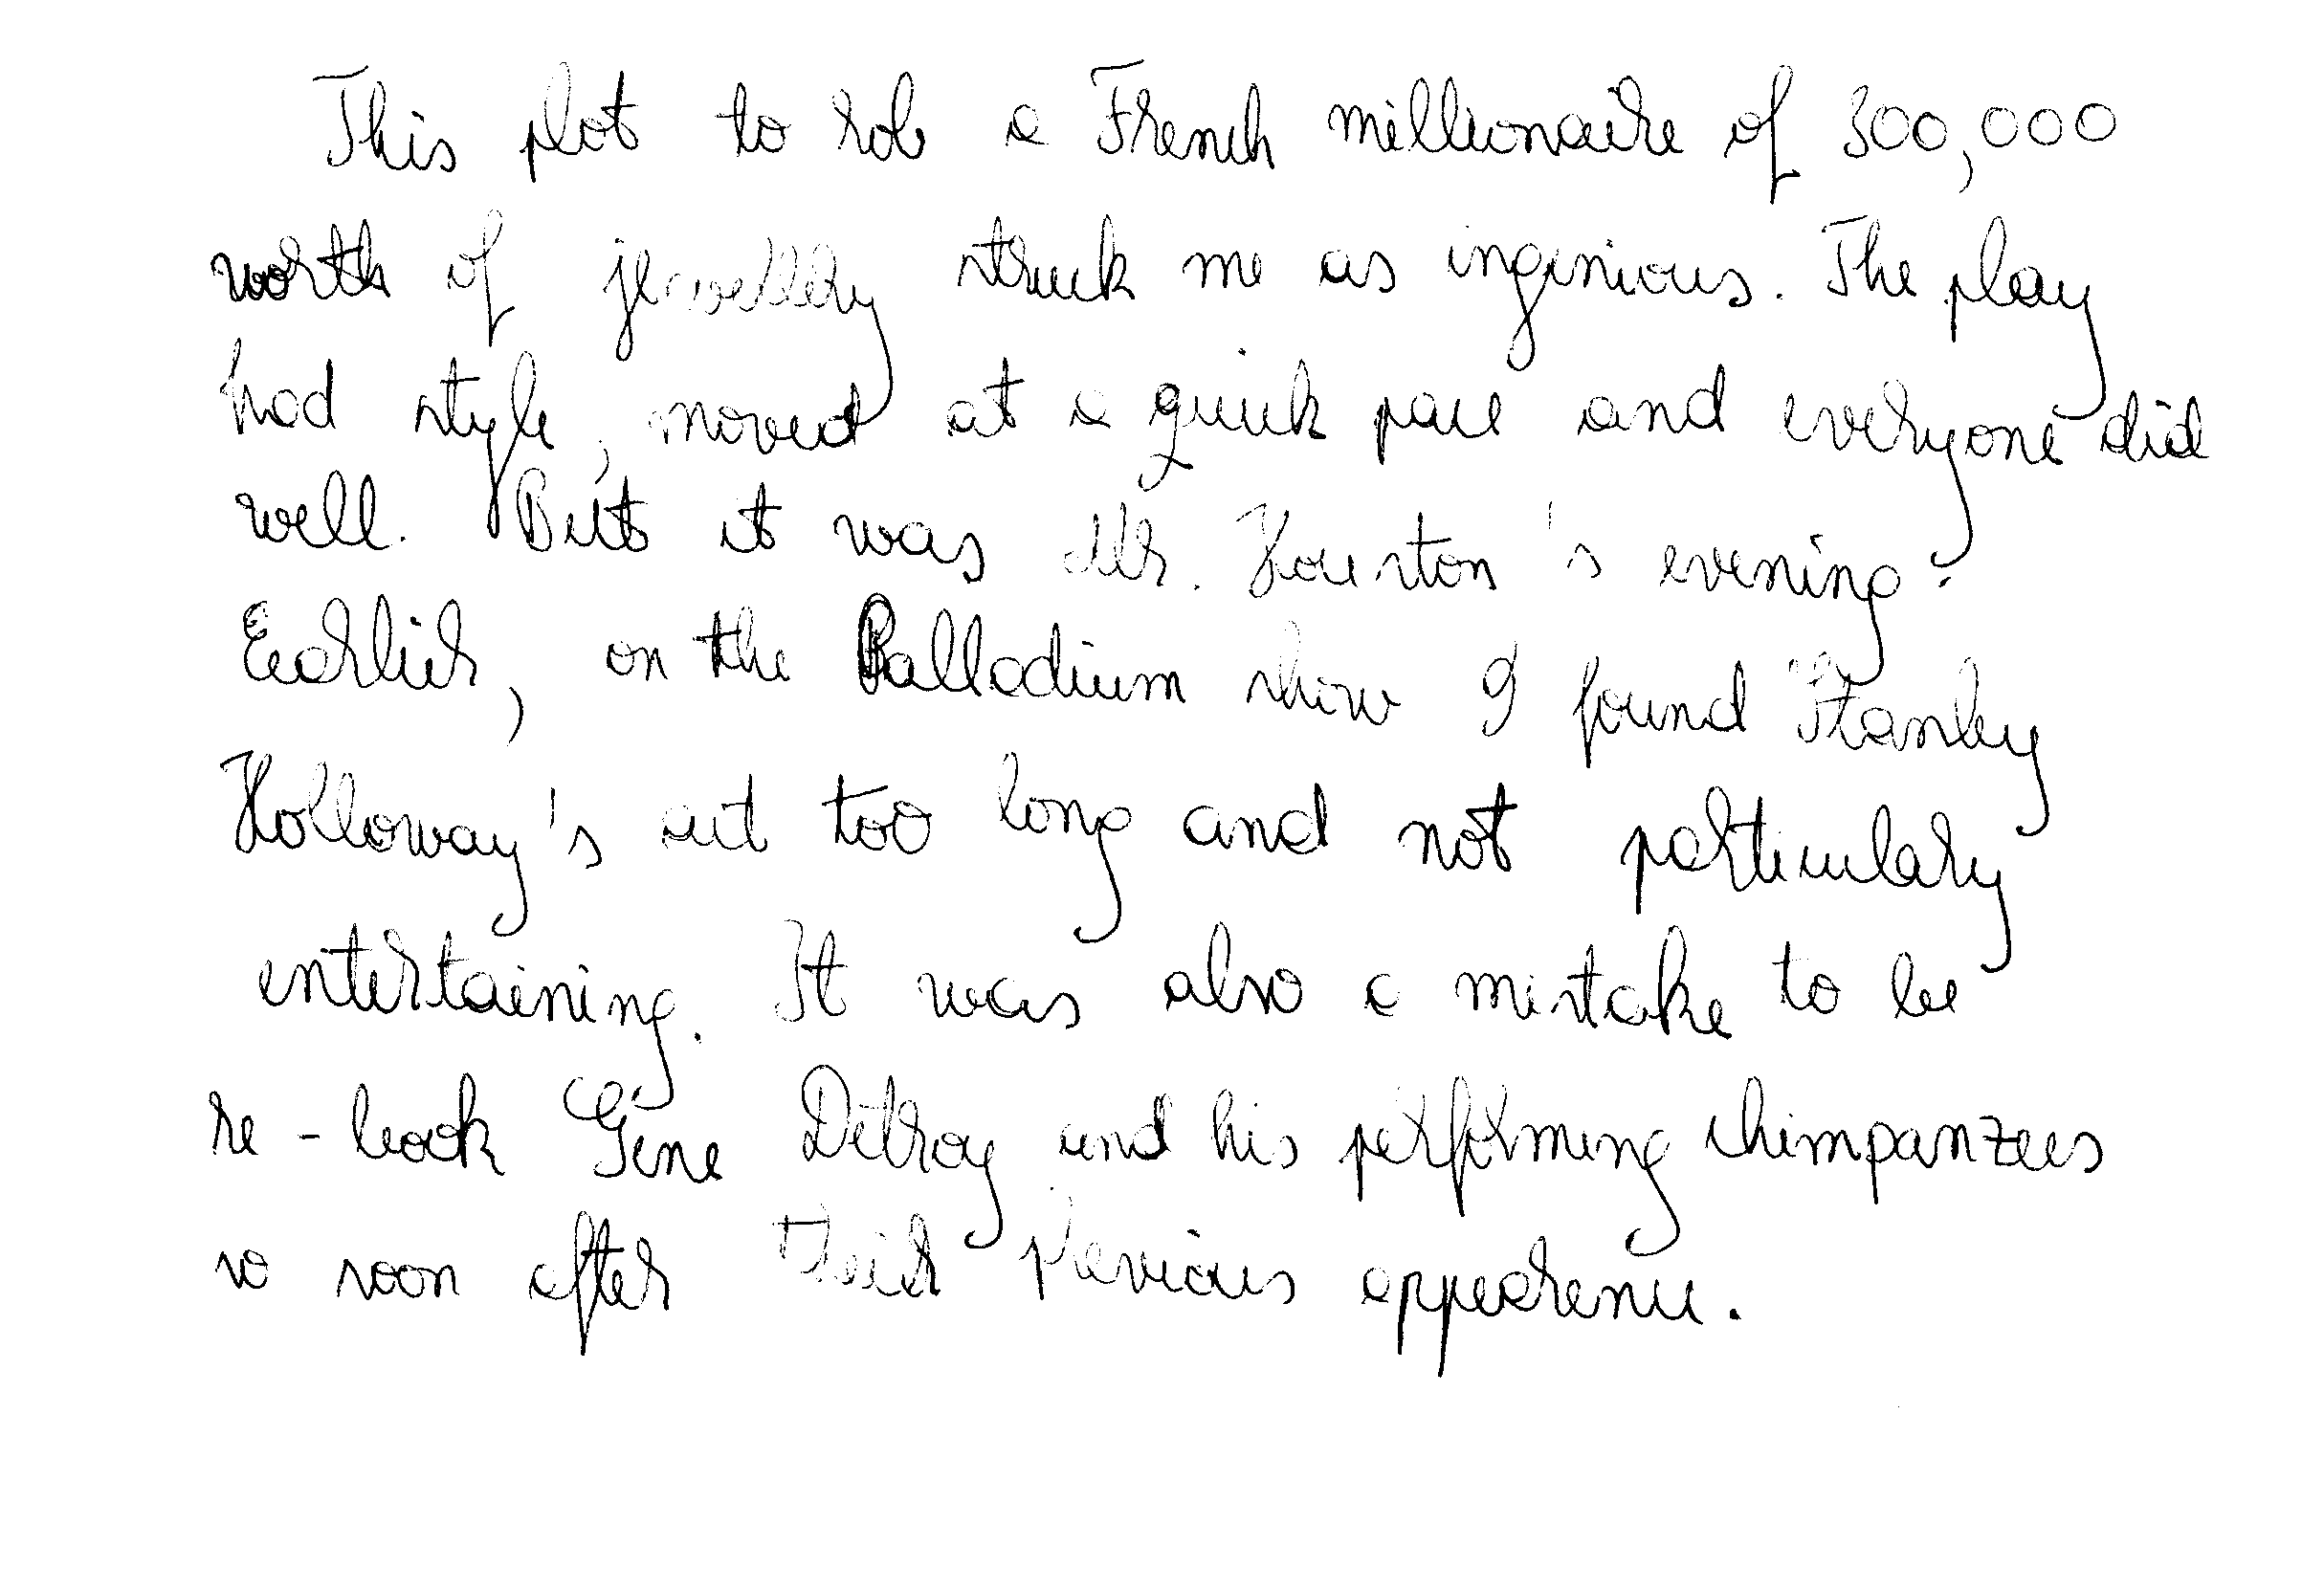 This plot to rob a French millionaire of 300,000
worth of jewellery struck me as ingenious. The play
had style, moved at a quick pace and everyone did
well. But it was Mr. Houston's evening.
Earlier, on the Palladium show I found Stanley
Holloway's act too long and not particulary
entertaining. It was also a mistake to be
re-book Gene Detroy and his performing chimpanzees
so soon after their previous appearence.